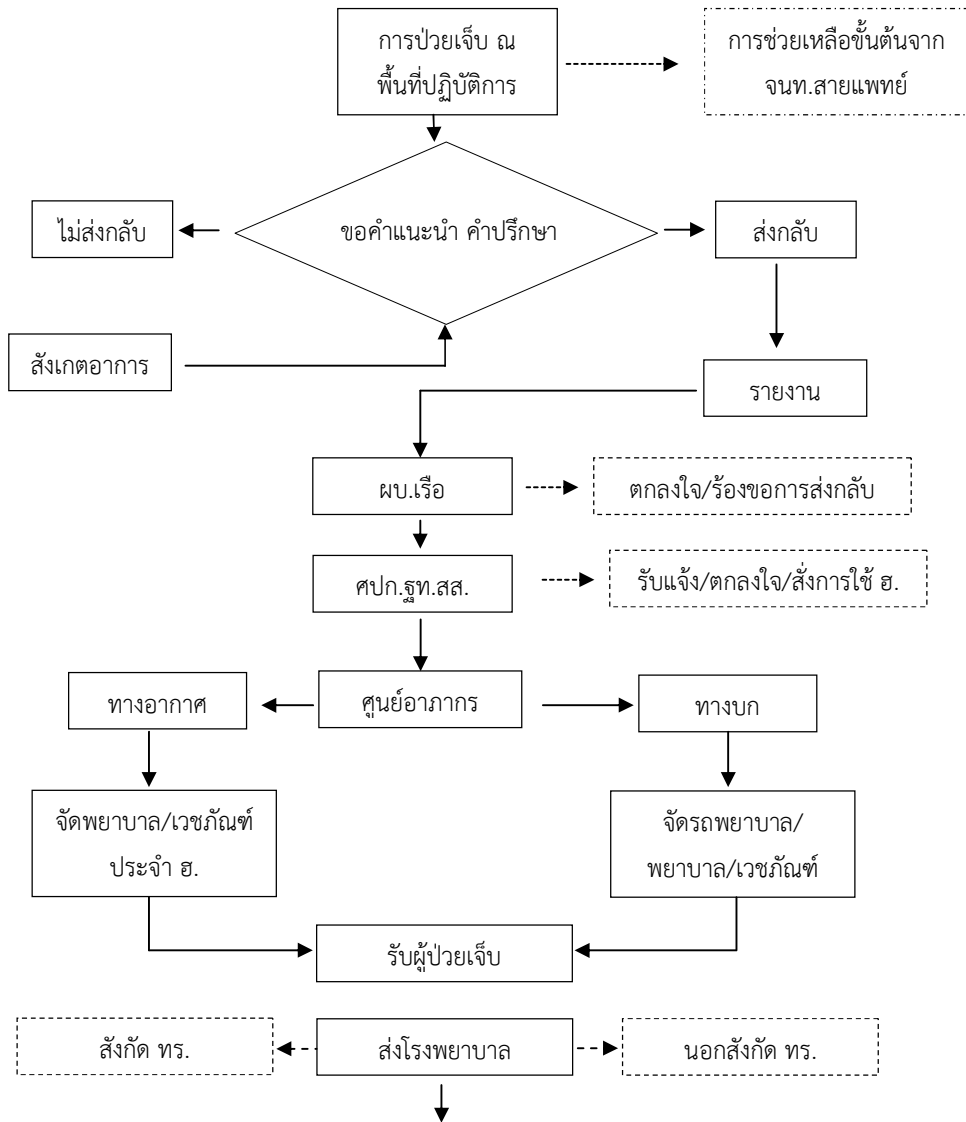 การป่วยเจ็บ ณ
พื้นที่ปฏิบัติการ
การช่วยเหลือขั้นต้นจาก
จนท.สายแพทย์
ไม่ส่งกลับ
ขอคำแนะนำ คำปรึกษา
ส่งกลับ
สังเกตอาการ
รายงาน
ผบ.เรือ
ตกลงใจ/ร้องขอการส่งกลับ
ศปก.ฐท.สส.
รับแจ้ง/ตกลงใจ/สั่งการใช้ ฮ.
ทางอากาศ
ศูนย์อาภากร
ทางบก
จัดพยาบาล/เวชภัณฑ์
ประจำ ฮ.
จัดรถพยาบาล/
พยาบาล/เวชภัณฑ์
รับผู้ป่วยเจ็บ
สังกัด ทร.
ส่งโรงพยาบาล
นอกสังกัด ทร.